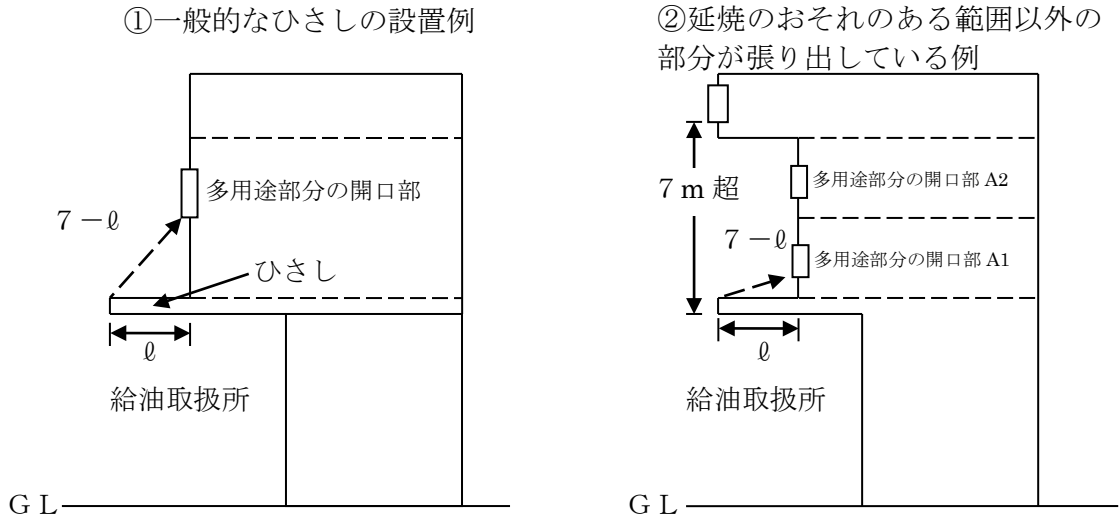 ①一般的なひさしの設置例
多用途部分の開口部
7－ℓ
ひさし
ℓ
給油取扱所
ＧＬ
②延焼のおそれのある範囲以外の
部分が張り出している例
7ｍ超
多用途部分の開口部 A2
7－ℓ
多用途部分の開口部 A1
ℓ
給油取扱所
ＧＬ